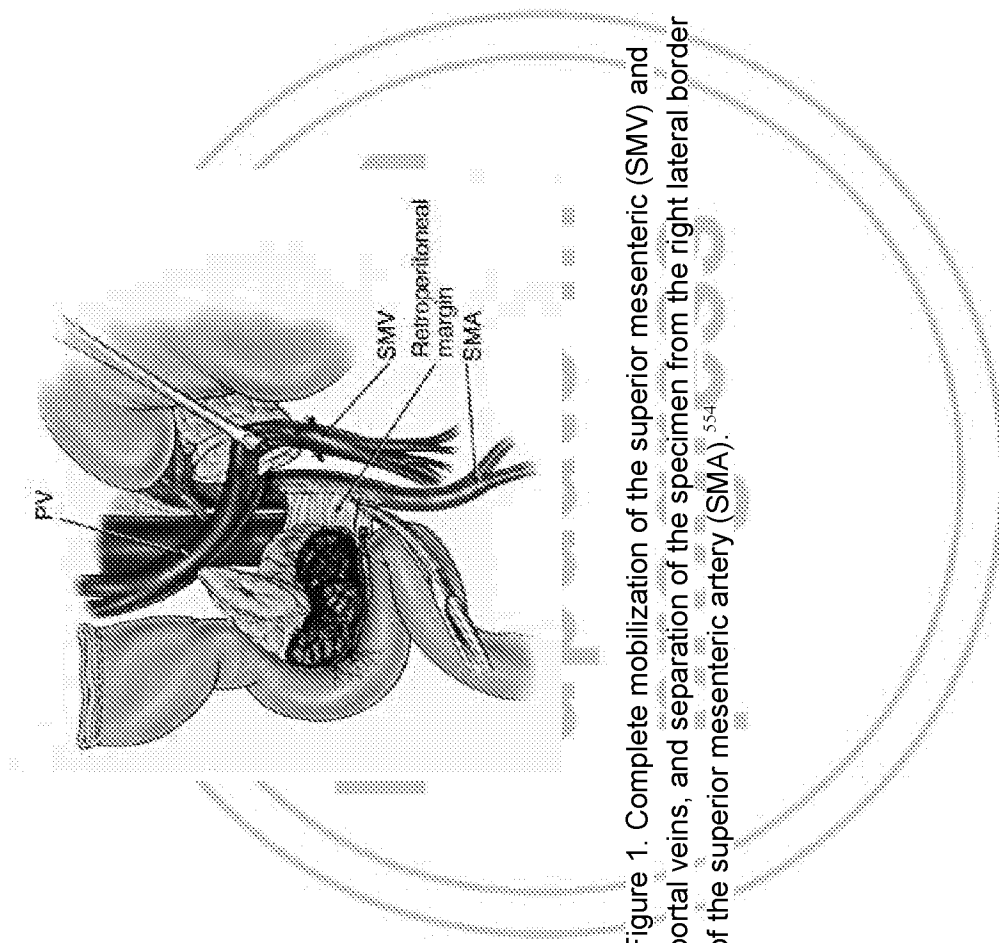 PV
SMV
Retroperitoneal
margin
SMA
Figure 1. Complete mobilization of the superior mesenteric (SMV) and
portal veins, and separation of the specimen from the right lateral border
of the superior mesenteric artery (SMA).554